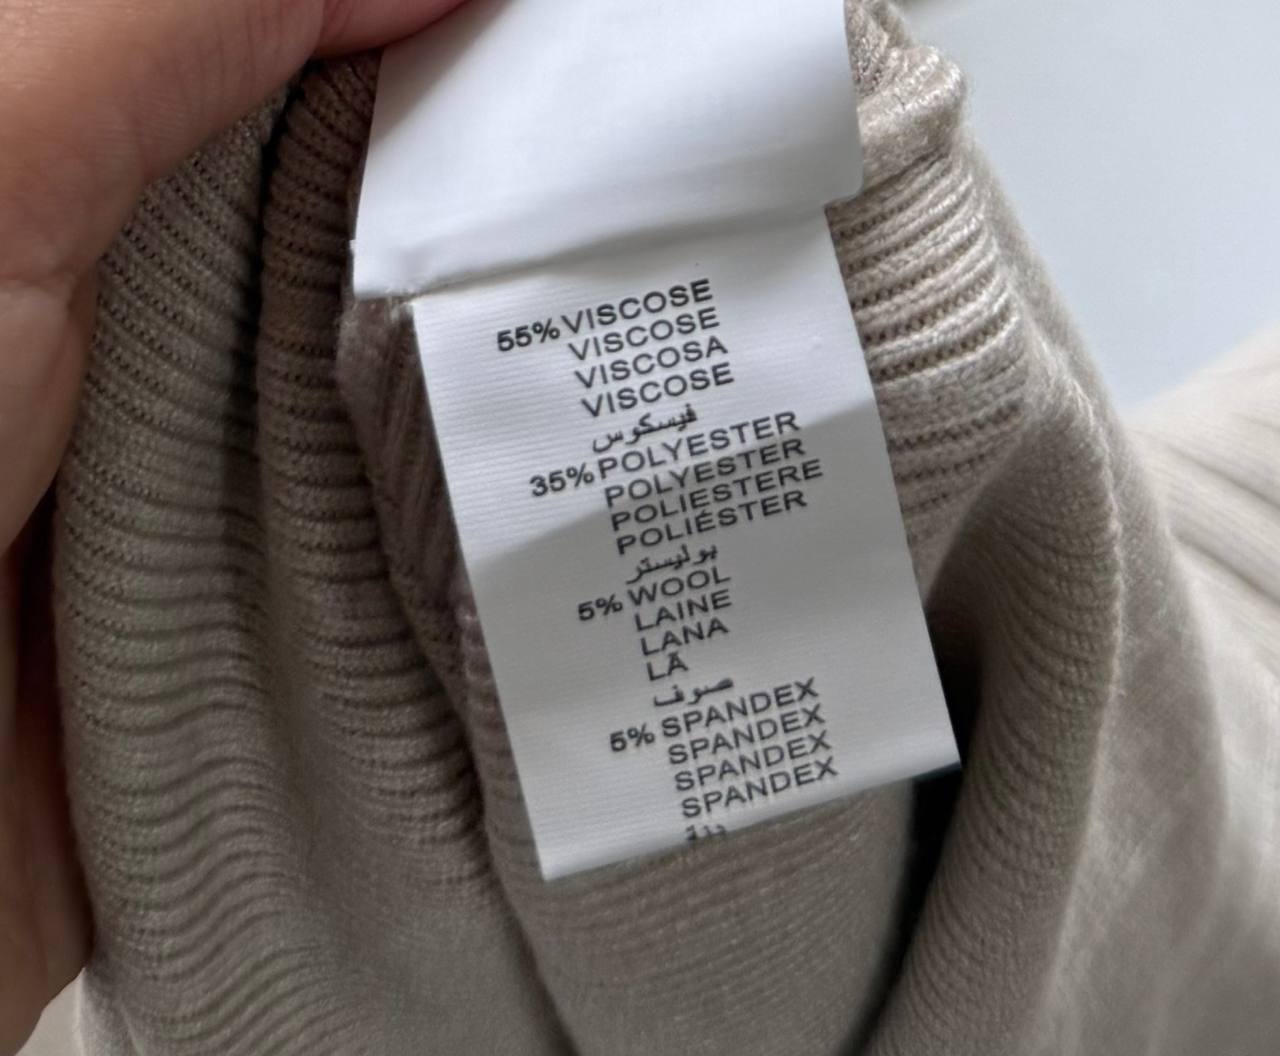 55% VISCOSE
VISCOSE
VISCOSA
VISCOSE
فيسكوس
35% POLYESTER
POLYESTER
POLIESTERE
POLIÉSTER
بوليستر
5% WOOL
LAINE
LANA
LÃ
صوف
5% SPANDEX
SPANDEX
SPANDEX
SPANDEX